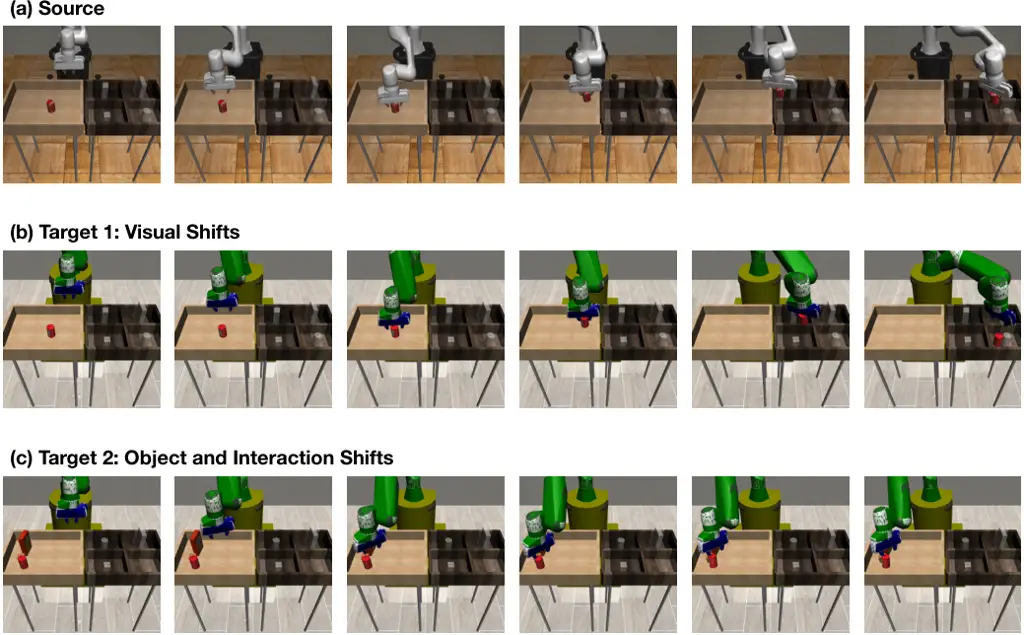 (a) Source
(b) Target 1: Visual Shifts
(c) Target 2: Object and Interaction Shifts